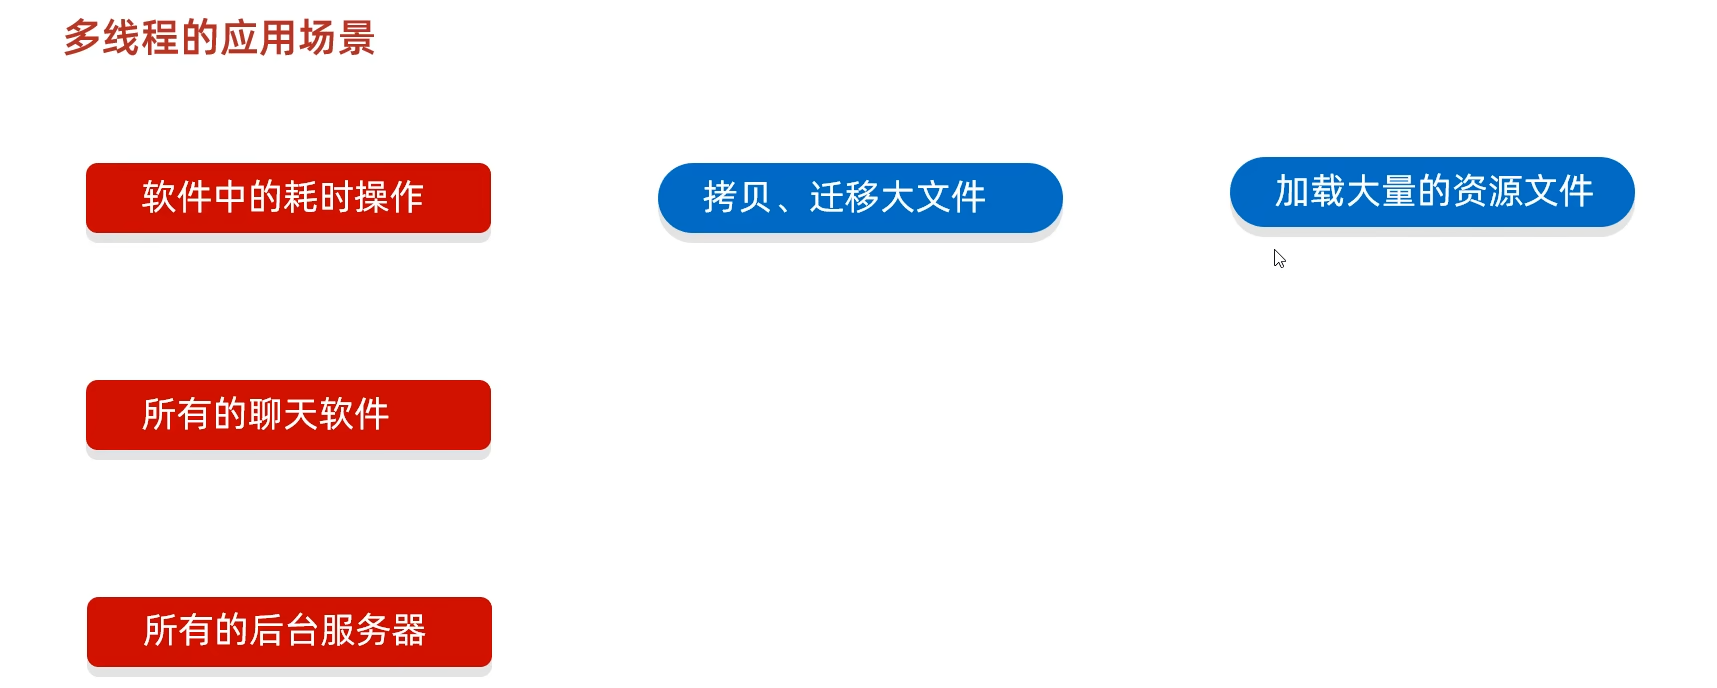 多线程的应用场景
软件中的耗时操作
拷贝、迁移大文件
加载大量的资源文件
所有的聊天软件
所有的后台服务器